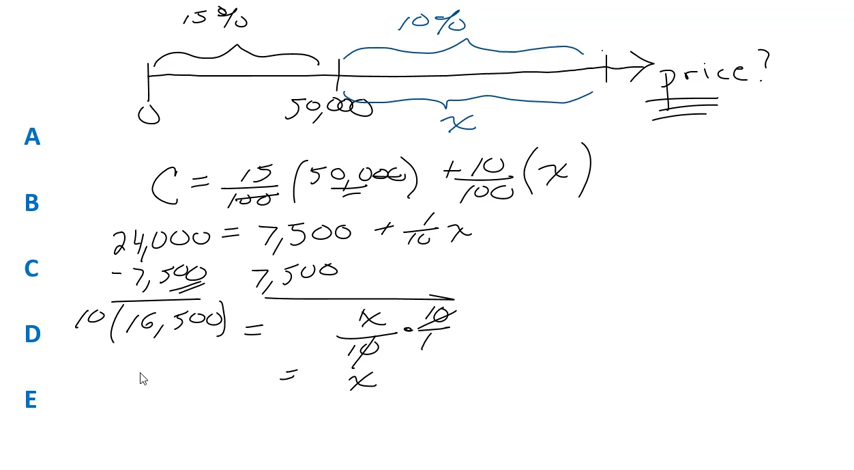 15% 10%
price?
0 50,000 x
A
C = 15/100 (50,000) + 10/100 (x)
B
24,000 = 7,500 + 1/10 x
C -7,500 7,500
10(16,500) = x/10 · 10/1
D
= x
E